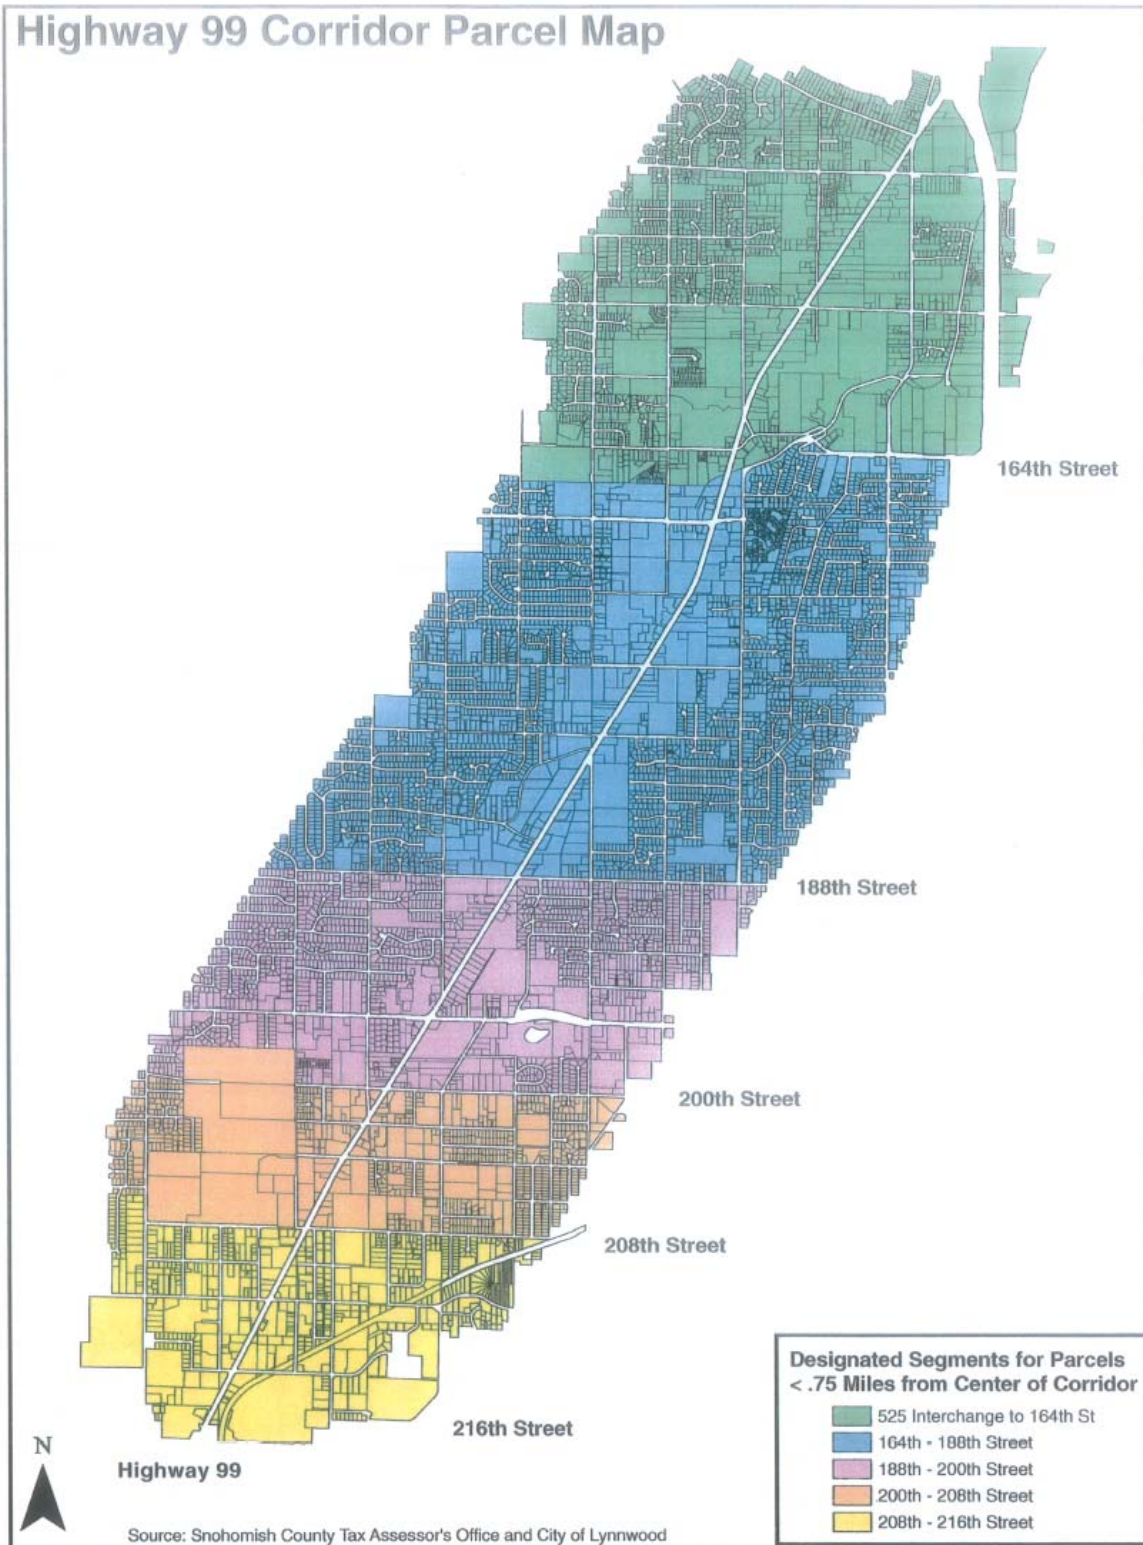 Highway 99 Corridor Parcel Map
164th Street
188th Street
200th Street
208th Street
216th Street
N
Highway 99
Source: Snohomish County Tax Assessor's Office and City of Lynnwood
Designated Segments for Parcels
< .75 Miles from Center of Corridor
525 Interchange to 164th St
164th - 188th Street
188th - 200th Street
200th - 208th Street
208th - 216th Street